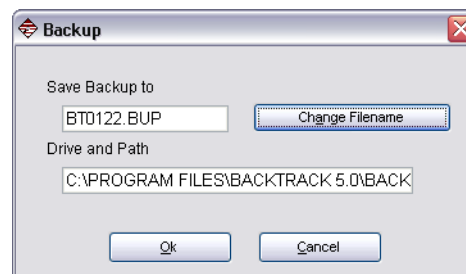 Backup
Save Backup to
BT0122.BUP Change Filename
Drive and Path
C:\PROGRAM FILES\BACKTRACK 5.0\BACK
Ok Cancel